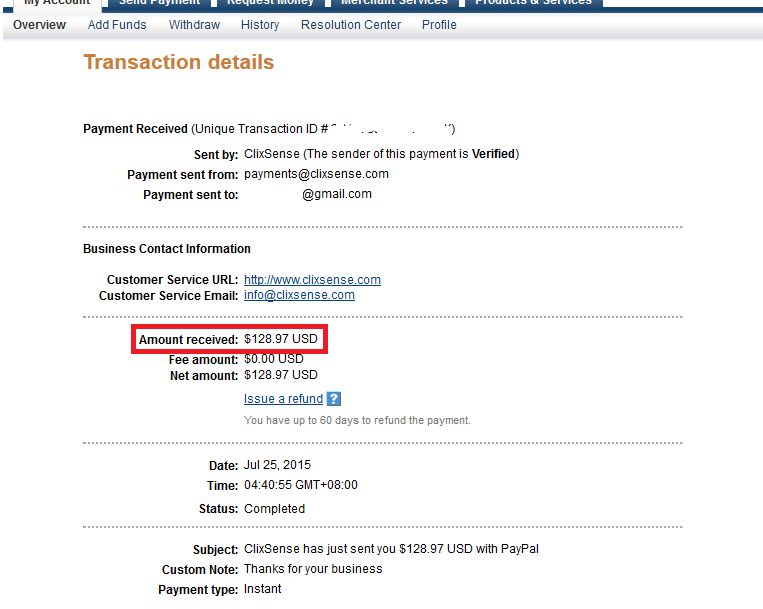 My Account Send Payment Request Money Merchant Services Products & Services
Overview Add Funds Withdraw History Resolution Center Profile
Transaction details
Payment Received (Unique Transaction ID # )
Sent by: ClixSense (The sender of this payment is Verified)
Payment sent from: payments@clixsense.com
Payment sent to: @gmail.com
Business Contact Information
Customer Service URL: http://www.clixsense.com
Customer Service Email: info@clixsense.com
Amount received: $128.97 USD
Fee amount: $0.00 USD
Net amount: $128.97 USD
Issue a refund ?
You have up to 60 days to refund the payment.
Date: Jul 25, 2015
Time: 04:40:55 GMT+08:00
Status: Completed
Subject: ClixSense has just sent you $128.97 USD with PayPal
Custom Note: Thanks for your business
Payment type: Instant